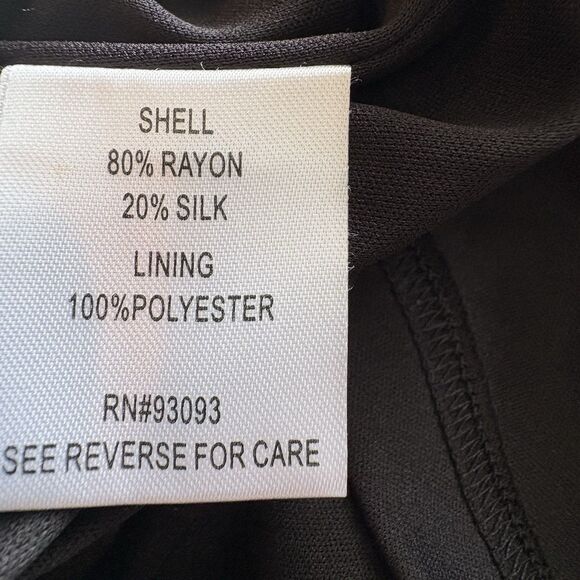 SHELL
80% RAYON
20% SILK
LINING
100%POLYESTER
RN#93093
SEE REVERSE FOR CARE